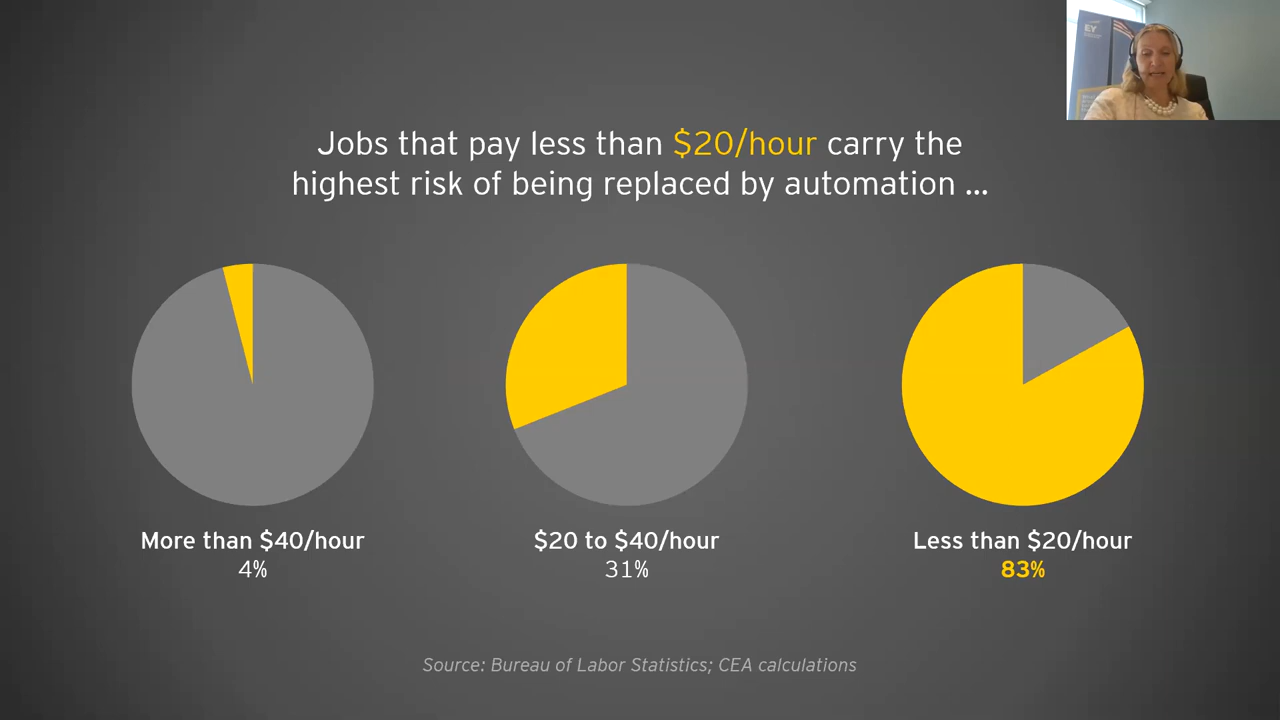 EY
Jobs that pay less than $20/hour carry the
highest risk of being replaced by automation ...
More than $40/hour
4%
$20 to $40/hour
31%
Less than $20/hour
83%
Source: Bureau of Labor Statistics; CEA calculations